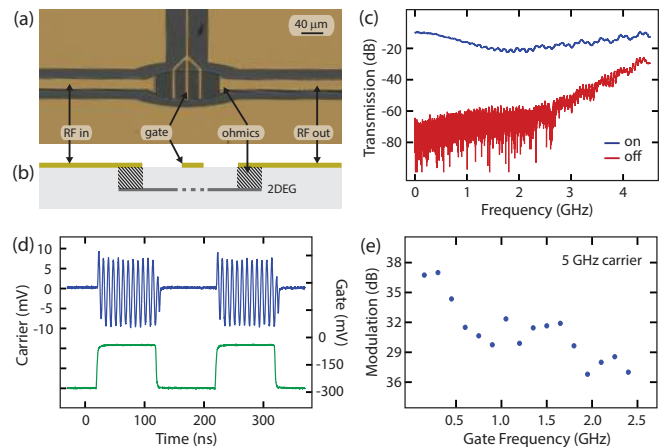 (a)
40 μm
RF in
gate
ohmics
RF out
(b)
2DEG
(c)
Transmission (dB)
-20
-40
-60
-80
0
1
2
3
4
Frequency (GHz)
on
off
(d)
Carrier (mV)
10
5
0
-5
-10
Gate (mV)
0
-150
-300
0
100
200
300
Time (ns)
(e)
5 GHz carrier
Modulation (dB)
38
35
32
29
36
0.5
1.0
1.5
2.0
2.5
Gate Frequency (GHz)